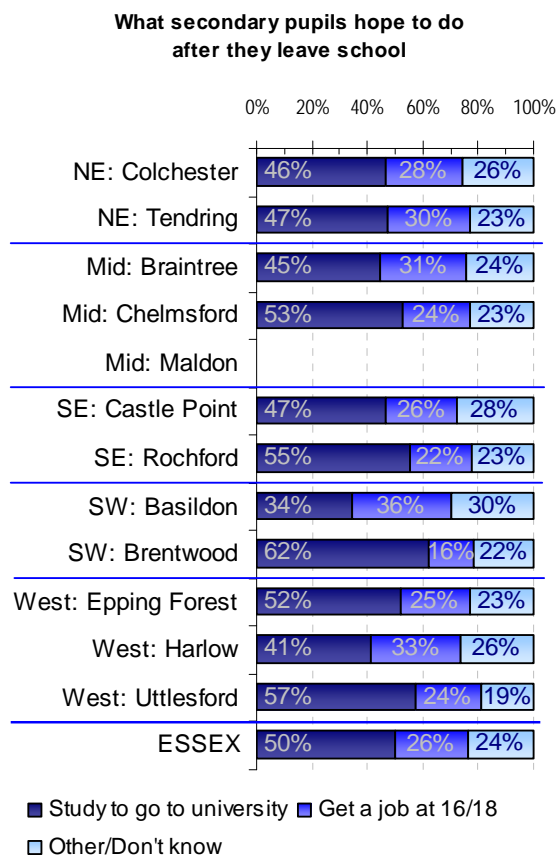 What secondary pupils hope to do
after they leave school
0% 20% 40% 60% 80% 100%
NE: Colchester 46% 28% 26%
NE: Tendring 47% 30% 23%
Mid: Braintree 45% 31% 24%
Mid: Chelmsford 53% 24% 23%
Mid: Maldon
SE: Castle Point 47% 26% 28%
SE: Rochford 55% 22% 23%
SW: Basildon 34% 36% 30%
SW: Brentwood 62% 16% 22%
West: Epping Forest 52% 25% 23%
West: Harlow 41% 33% 26%
West: Uttlesford 57% 24% 19%
ESSEX 50% 26% 24%
Study to go to university Get a job at 16/18
Other/Don't know